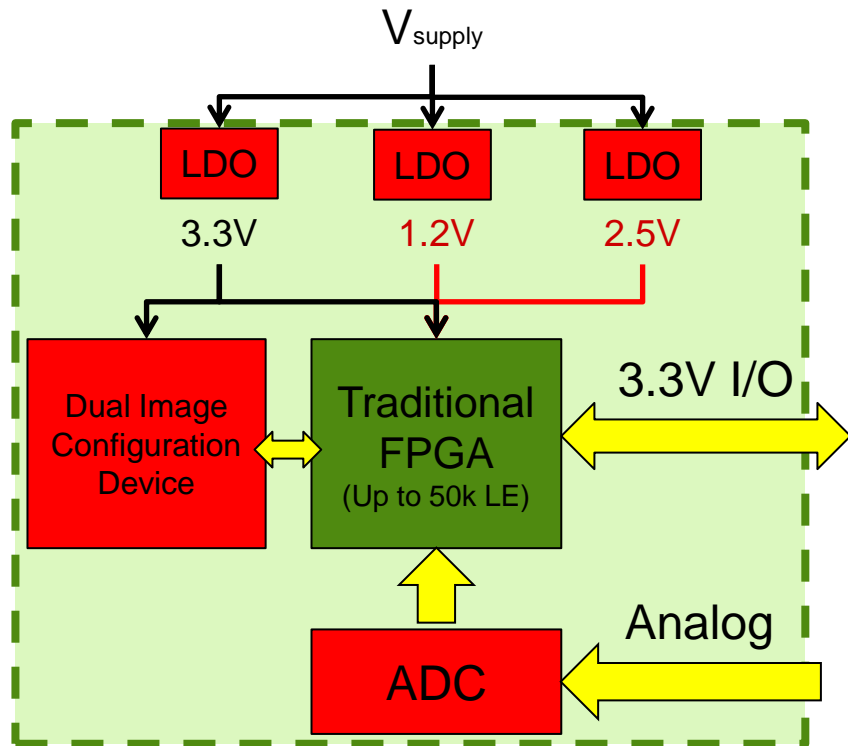 Vsupply
LDO LDO LDO
3.3V 1.2V 2.5V
3.3V I/O
Dual Image
Configuration
Device
Traditional
FPGA
(Up to 50k LE)
Analog
ADC